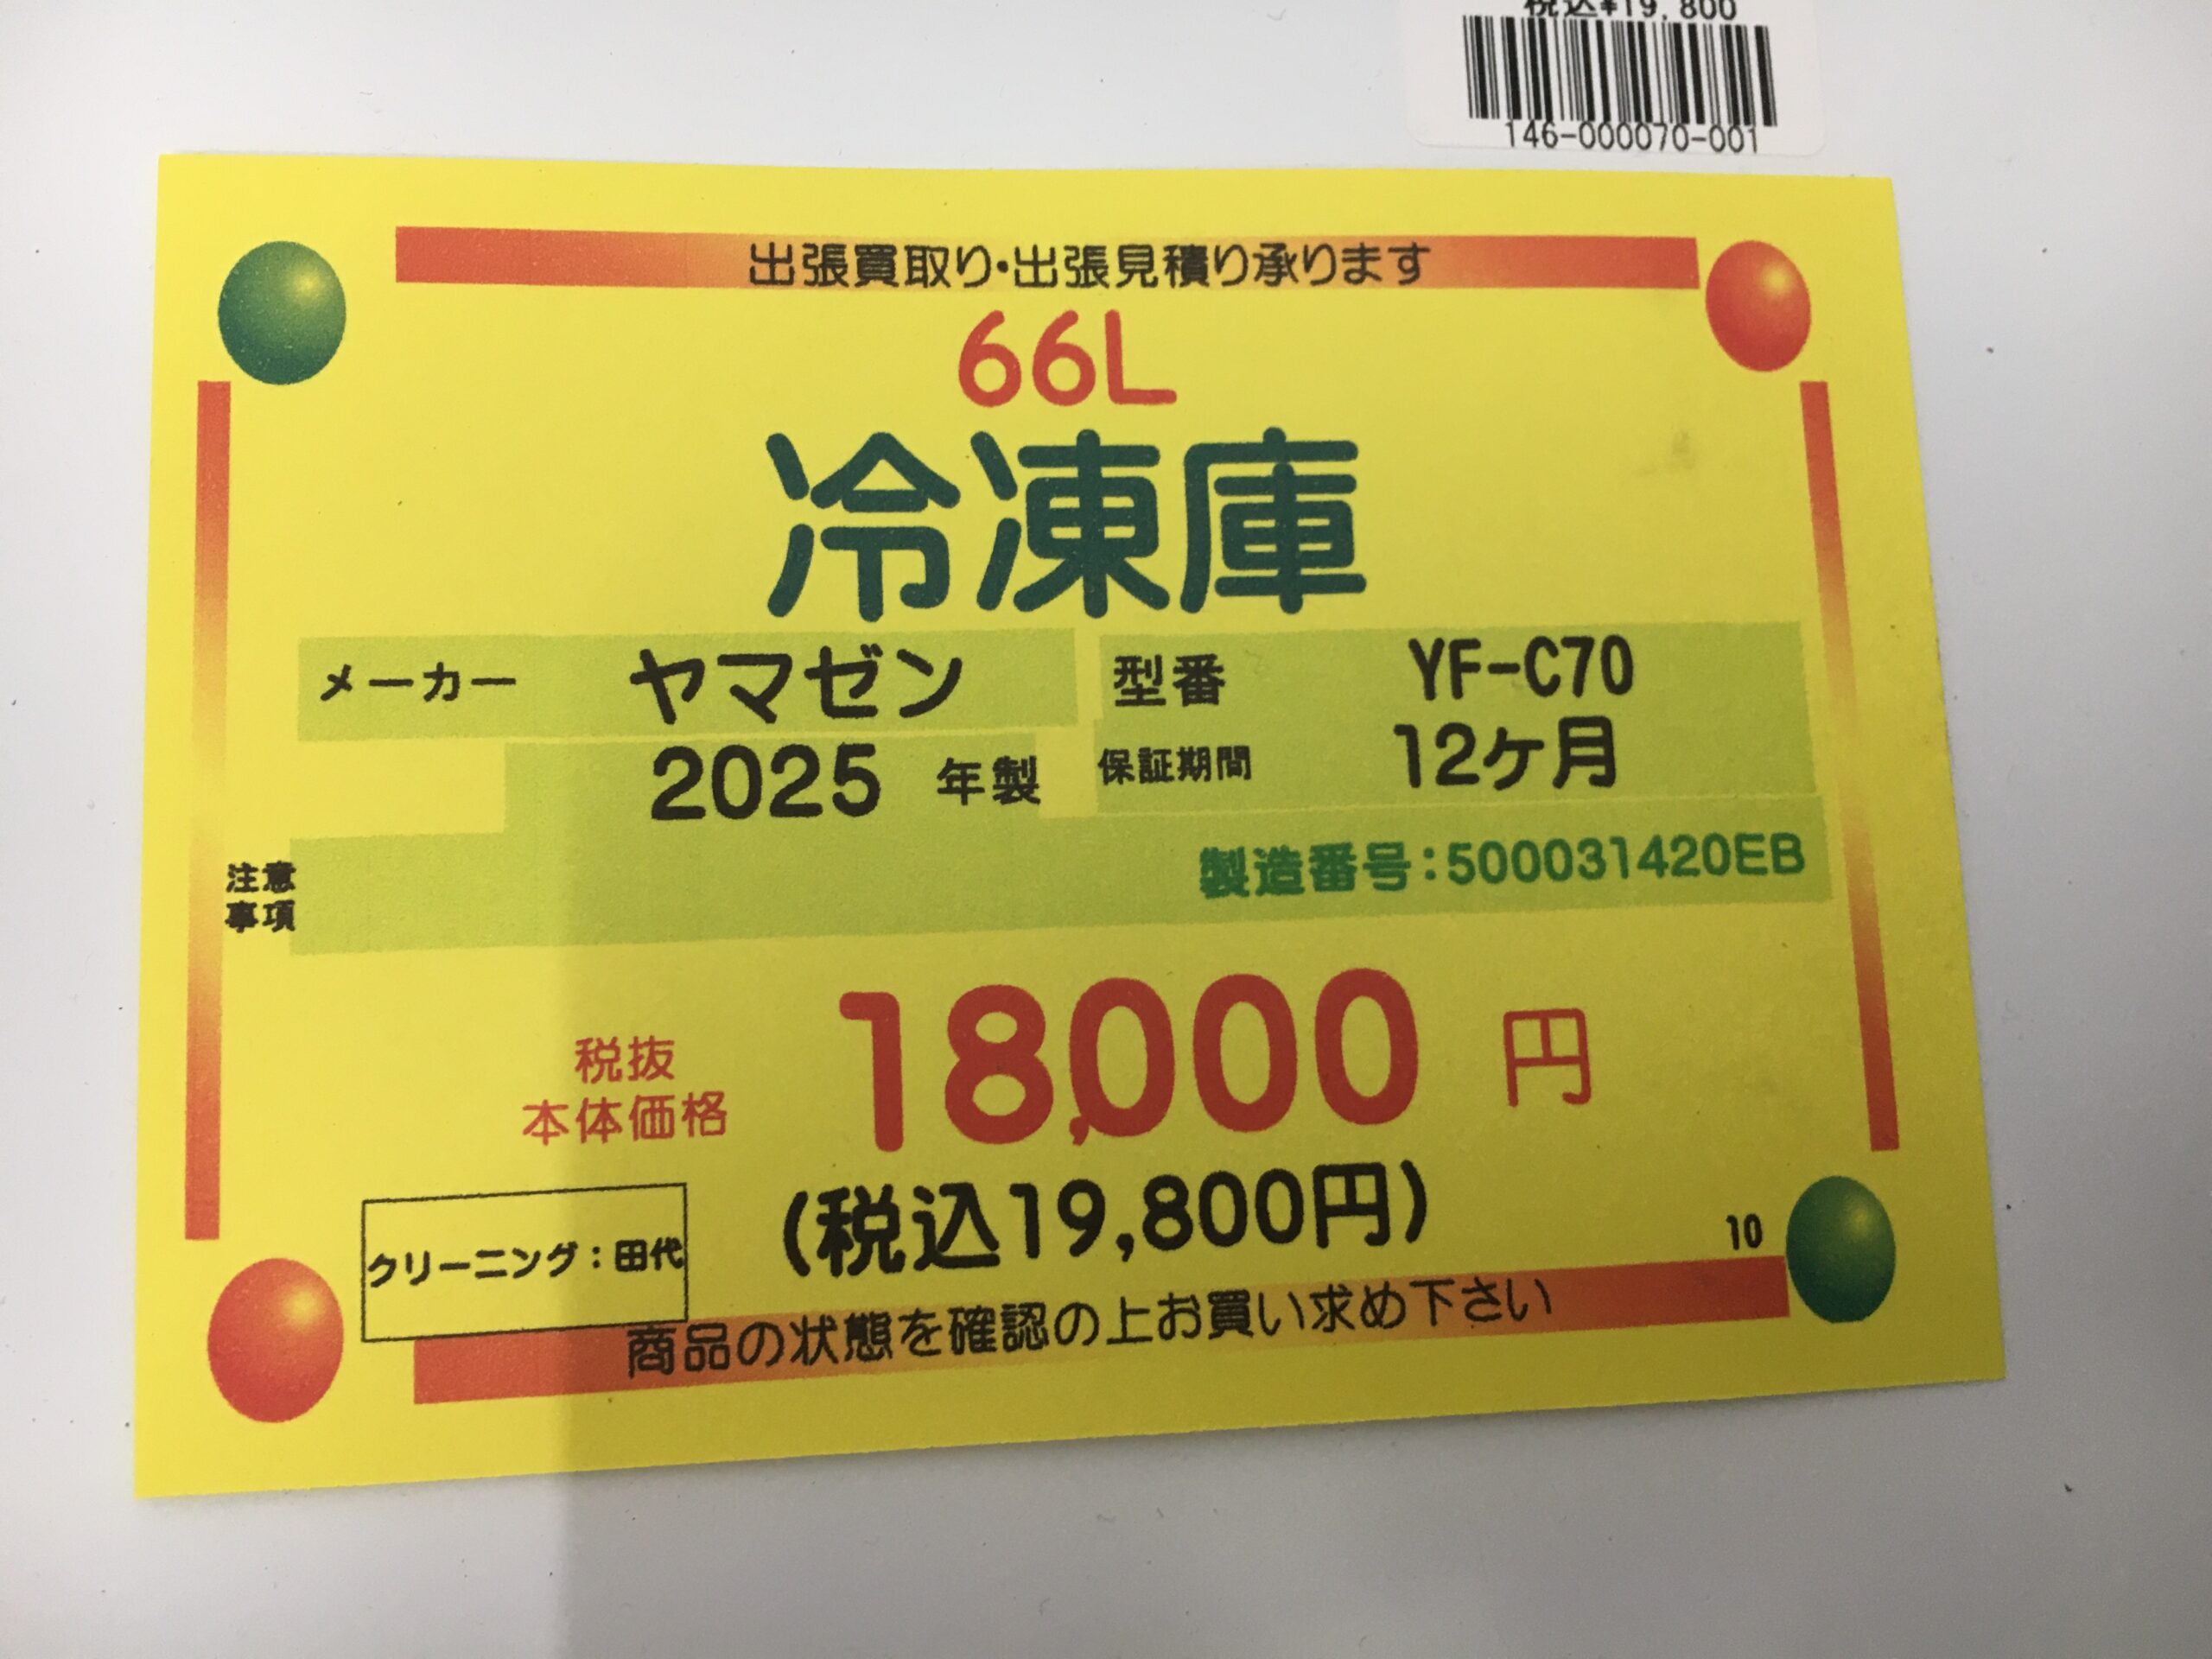 税込¥19,800
146-000070-001
出張買取り・出張見積り承ります
66L
冷凍庫
メーカー ヤマゼン 型番 YF-C70
2025 年製 保証期間 12ケ月
注意
事項
製造番号：500031420EB
税抜
本体価格
18,000 円
(税込19,800円)
クリーニング：田代
10
商品の状態を確認の上お買い求め下さい